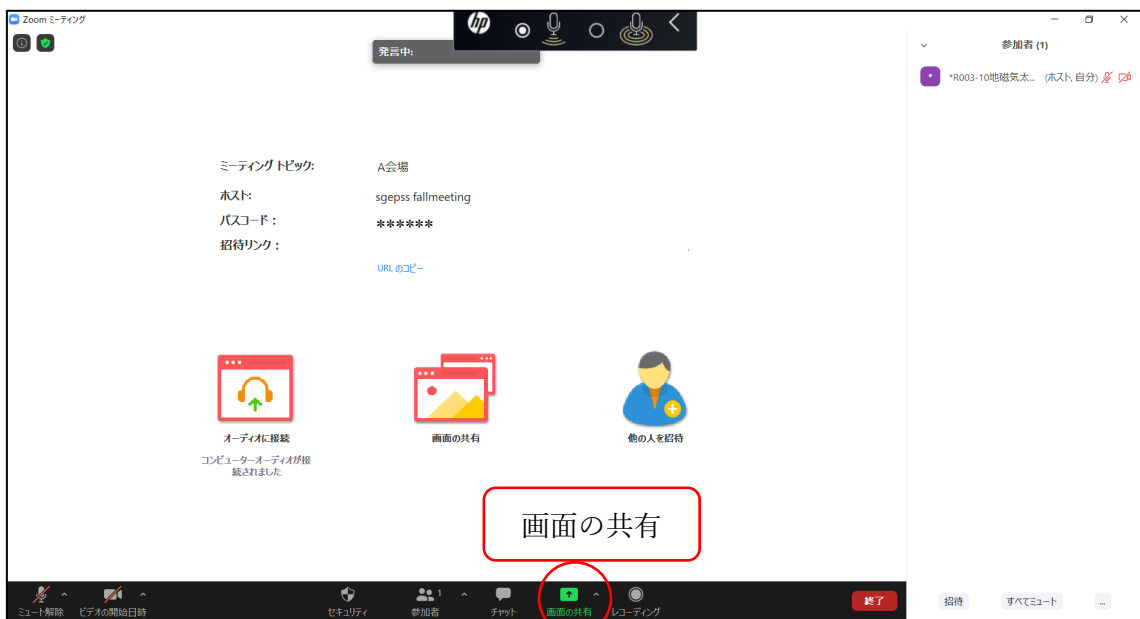 Zoom ミーティング
hp
発言中:
参加者 (1)
*
*R003-10地磁気太... (ホスト, 自分)
ミーティング トピック:
A会場
ホスト:
sgepss fallmeeting
パスコード：
******
招待リンク：
URL のコピー
オーディオに接続
コンピューターオーディオが接
続されました
画面の共有
他の人を招待
画面の共有
ミュート解除
ビデオの開始日時
セキュリティ
1
参加者
チャット
画面の共有
レコーディング
終了
招待
すべてミュート
...